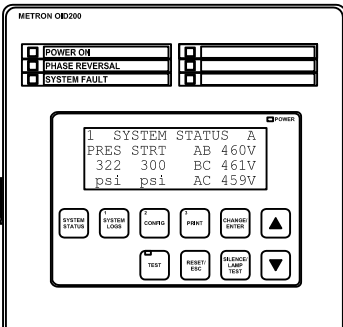 METRON OID200
POWER ON
PHASE REVERSAL
SYSTEM FAULT
POWER
1 SYSTEM STATUS A
PRES STRT AB 460V
322 300 BC 461V
psi psi AC 459V
SYSTEM
STATUS
1
SYSTEM
LOGS
2
CONFIG
3
PRINT
CHANGE/
ENTER
TEST
RESET/
ESC
SILENCE/
LAMP
TEST